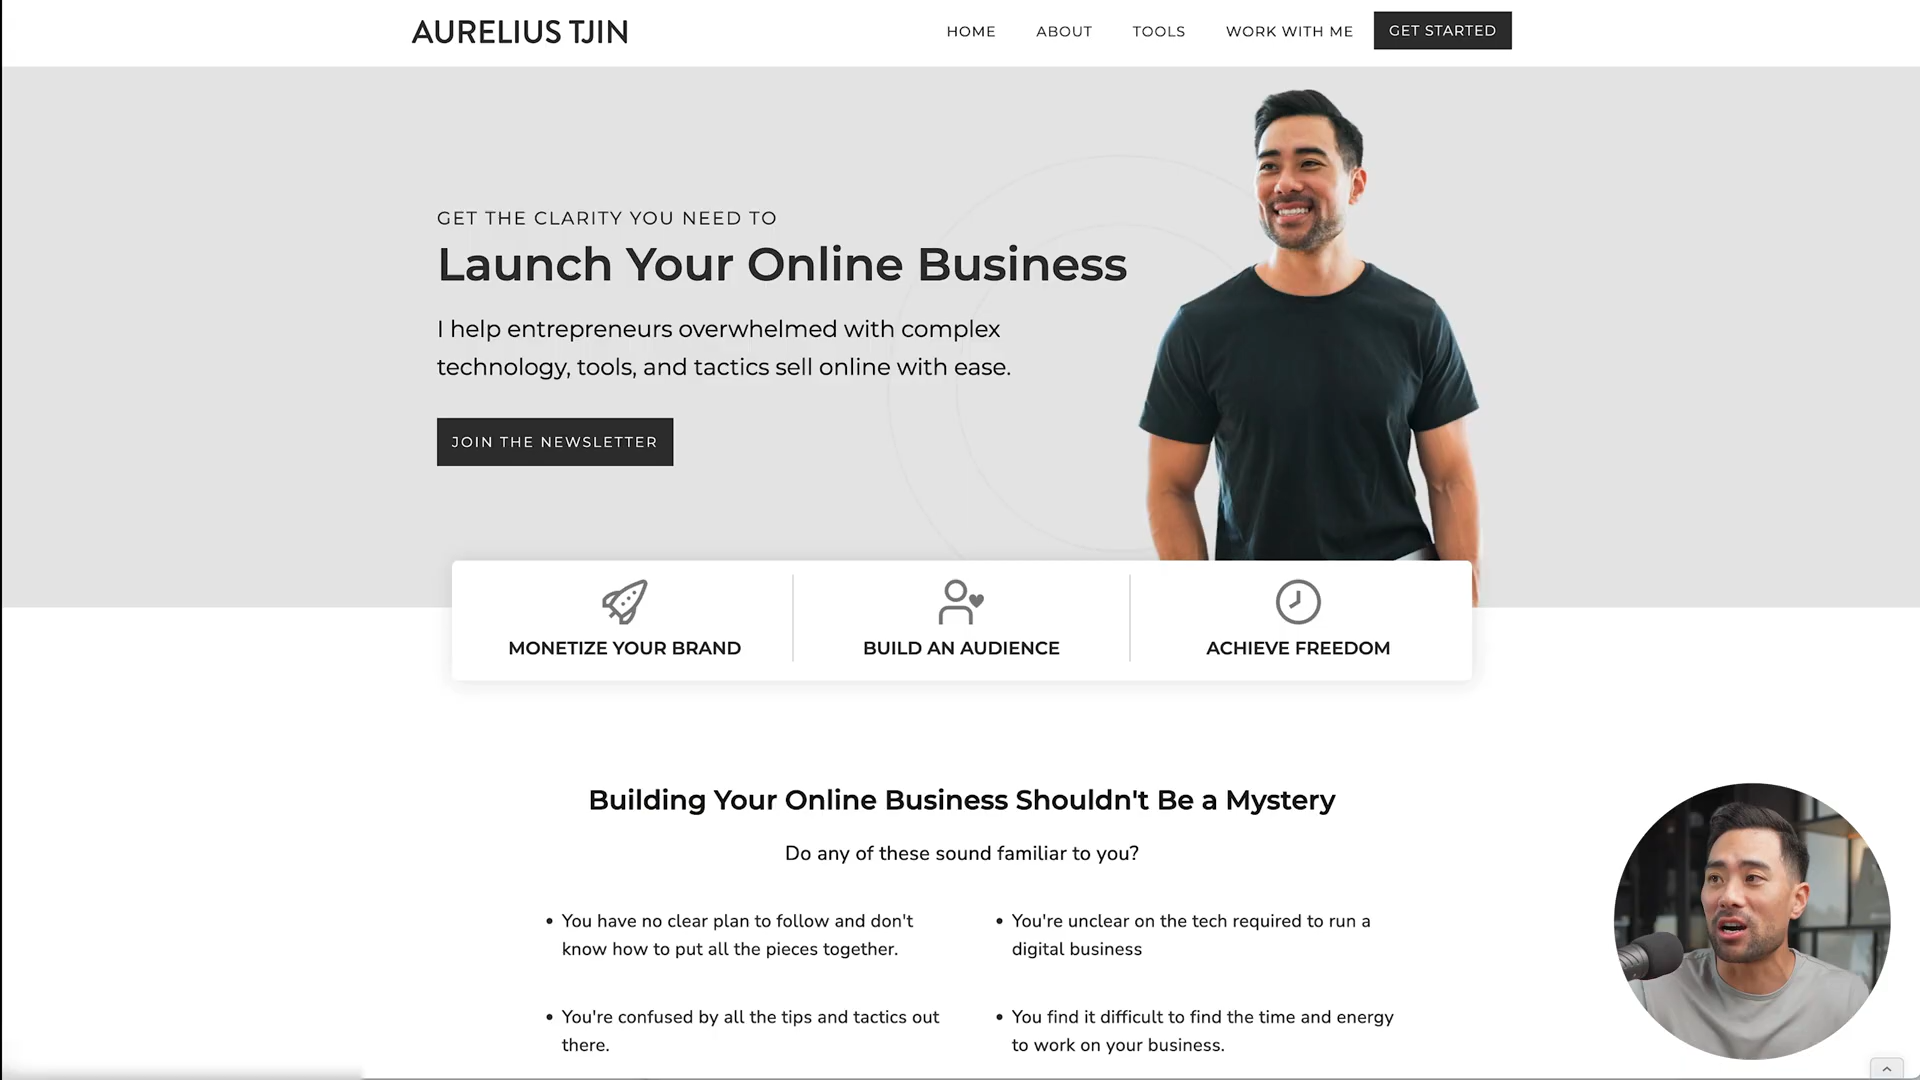 AURELIUS TJIN
HOME
ABOUT
TOOLS
WORK WITH ME
GET STARTED
GET THE CLARITY YOU NEED TO
Launch Your Online Business
I help entrepreneurs overwhelmed with complex
technology, tools, and tactics sell online with ease.
JOIN THE NEWSLETTER
MONETIZE YOUR BRAND
BUILD AN AUDIENCE
ACHIEVE FREEDOM
Building Your Online Business Shouldn't Be a Mystery
Do any of these sound familiar to you?
• You have no clear plan to follow and don't
know how to put all the pieces together.
• You're unclear on the tech required to run a
digital business
• You're confused by all the tips and tactics out
there.
• You find it difficult to find the time and energy
to work on your business.